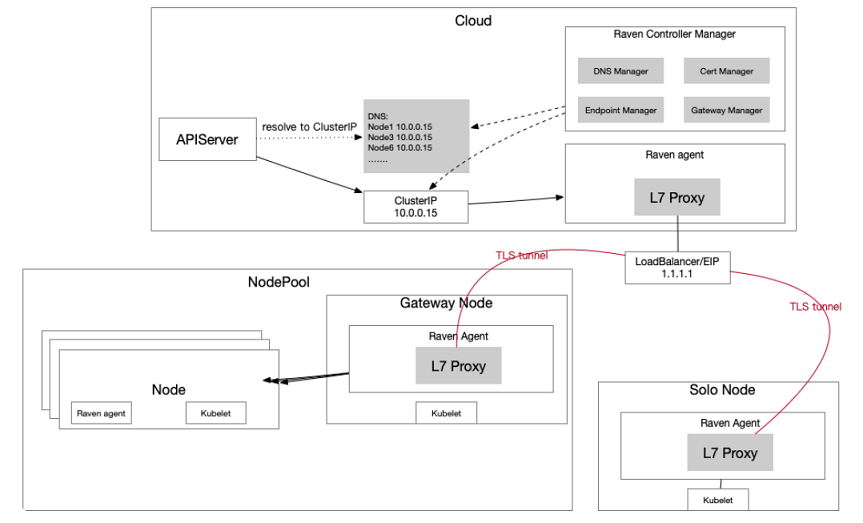 Cloud
Raven Controller Manager
DNS Manager
Cert Manager
Endpoint Manager
Gateway Manager
DNS:
Node1 10.0.0.15
Node3 10.0.0.15
Node6 10.0.0.15
.......
APIServer
resolve to ClusterIP
Raven agent
L7 Proxy
ClusterIP
10.0.0.15
LoadBalancer/EIP
1.1.1.1
TLS tunnel
TLS tunnel
NodePool
Gateway Node
Raven Agent
L7 Proxy
Kubelet
Node
Raven agent
Kubelet
Solo Node
Raven Agent
L7 Proxy
Kubelet